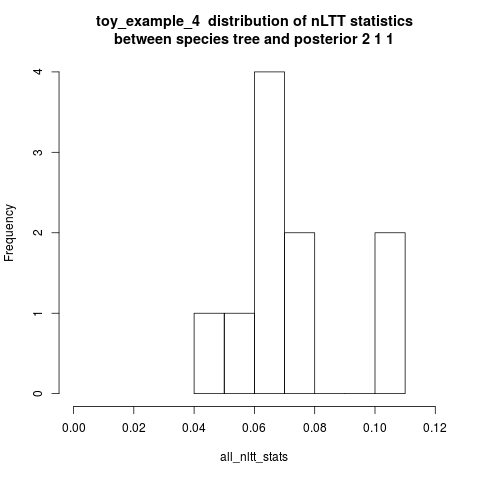 toy_example_4 distribution of nLTT statistics
between species tree and posterior 2 1 1
Frequency
4
3
2
1
0
0.00 0.02 0.04 0.06 0.08 0.10 0.12
all_nltt_stats